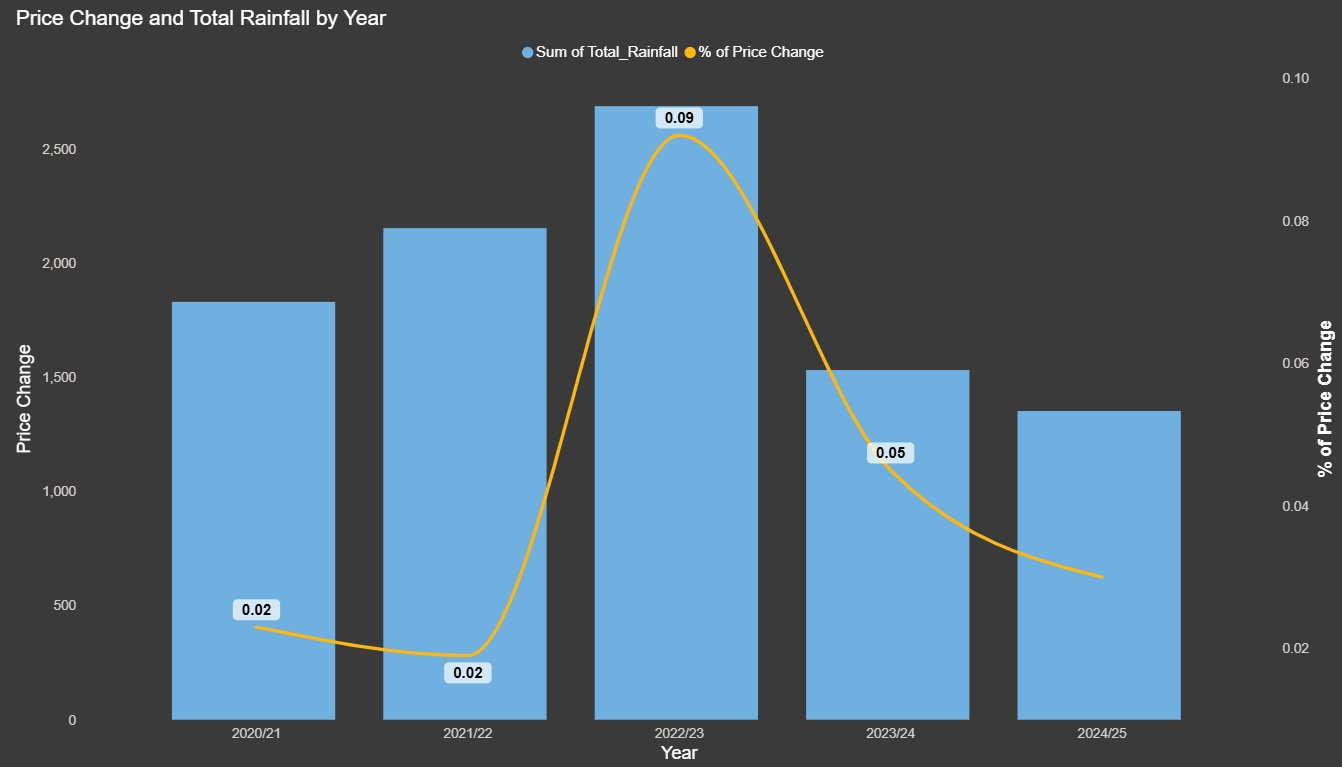 Price Change and Total Rainfall by Year
Sum of Total_Rainfall % of Price Change
0.10
0.09
2,500
0.08
2,000
Price Change
1,500
0.06
% of Price Change
0.05
1,000
0.04
500
0.02
0.02
0.02
0
2020/21 2021/22 2022/23 2023/24 2024/25
Year